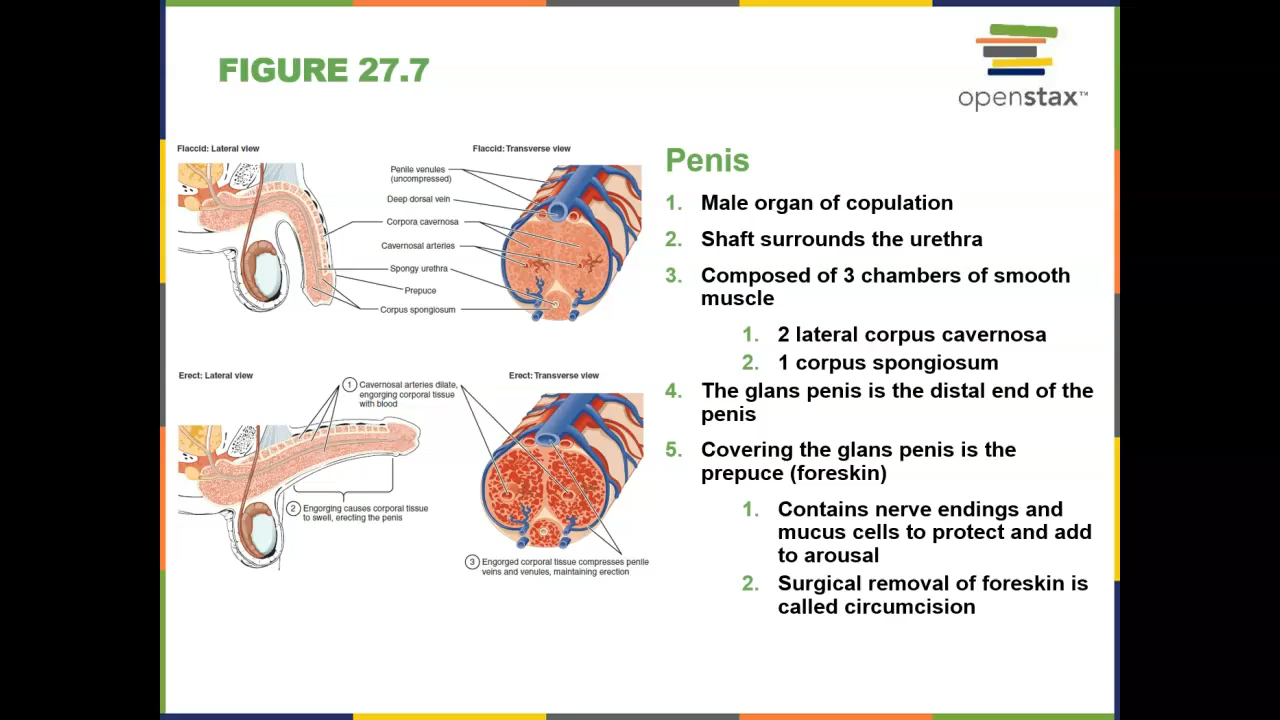 FIGURE 27.7
openstax™
Flaccid: Lateral view
Flaccid: Transverse view
Penile venules
(uncompressed)
Deep dorsal vein
Corpora cavernosa
Cavernosal arteries
Spongy urethra
Prepuce
Corpus spongiosum
Erect: Lateral view
Erect: Transverse view
1 Cavernosal arteries dilate,
engorging corporal tissue
with blood
2 Engorging causes corporal tissue
to swell, erecting the penis
3 Engorged corporal tissue compresses penile
veins and venules, maintaining erection
Penis
1. Male organ of copulation
2. Shaft surrounds the urethra
3. Composed of 3 chambers of smooth
muscle
1. 2 lateral corpus cavernosa
2. 1 corpus spongiosum
4. The glans penis is the distal end of the
penis
5. Covering the glans penis is the
prepuce (foreskin)
1. Contains nerve endings and
mucus cells to protect and add
to arousal
2. Surgical removal of foreskin is
called circumcision